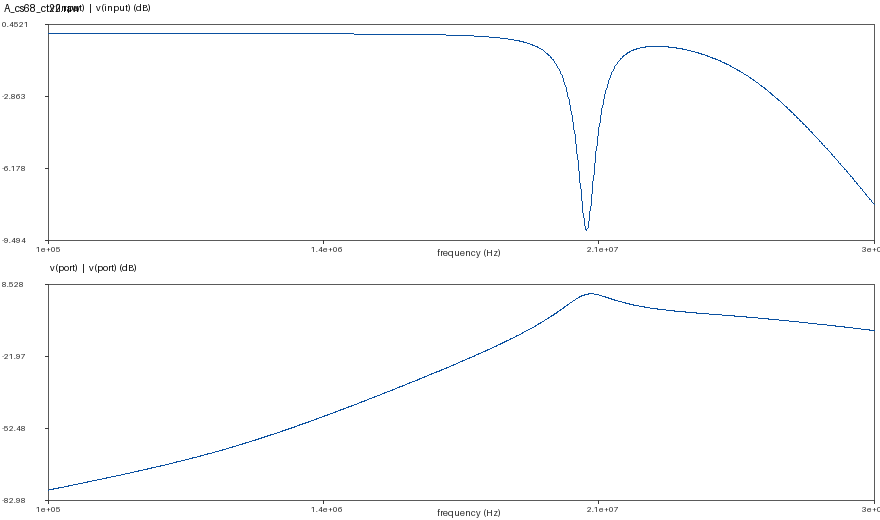 v(input) | v(input) (dB)
0.4521
-2.863
-6.178
-9.494
1e+05
1.4e+06
2.1e+07
3e+0
frequency (Hz)
v(port) | v(port) (dB)
8.528
-21.97
-52.48
-82.98
1e+05
1.4e+06
2.1e+07
3e+0
frequency (Hz)